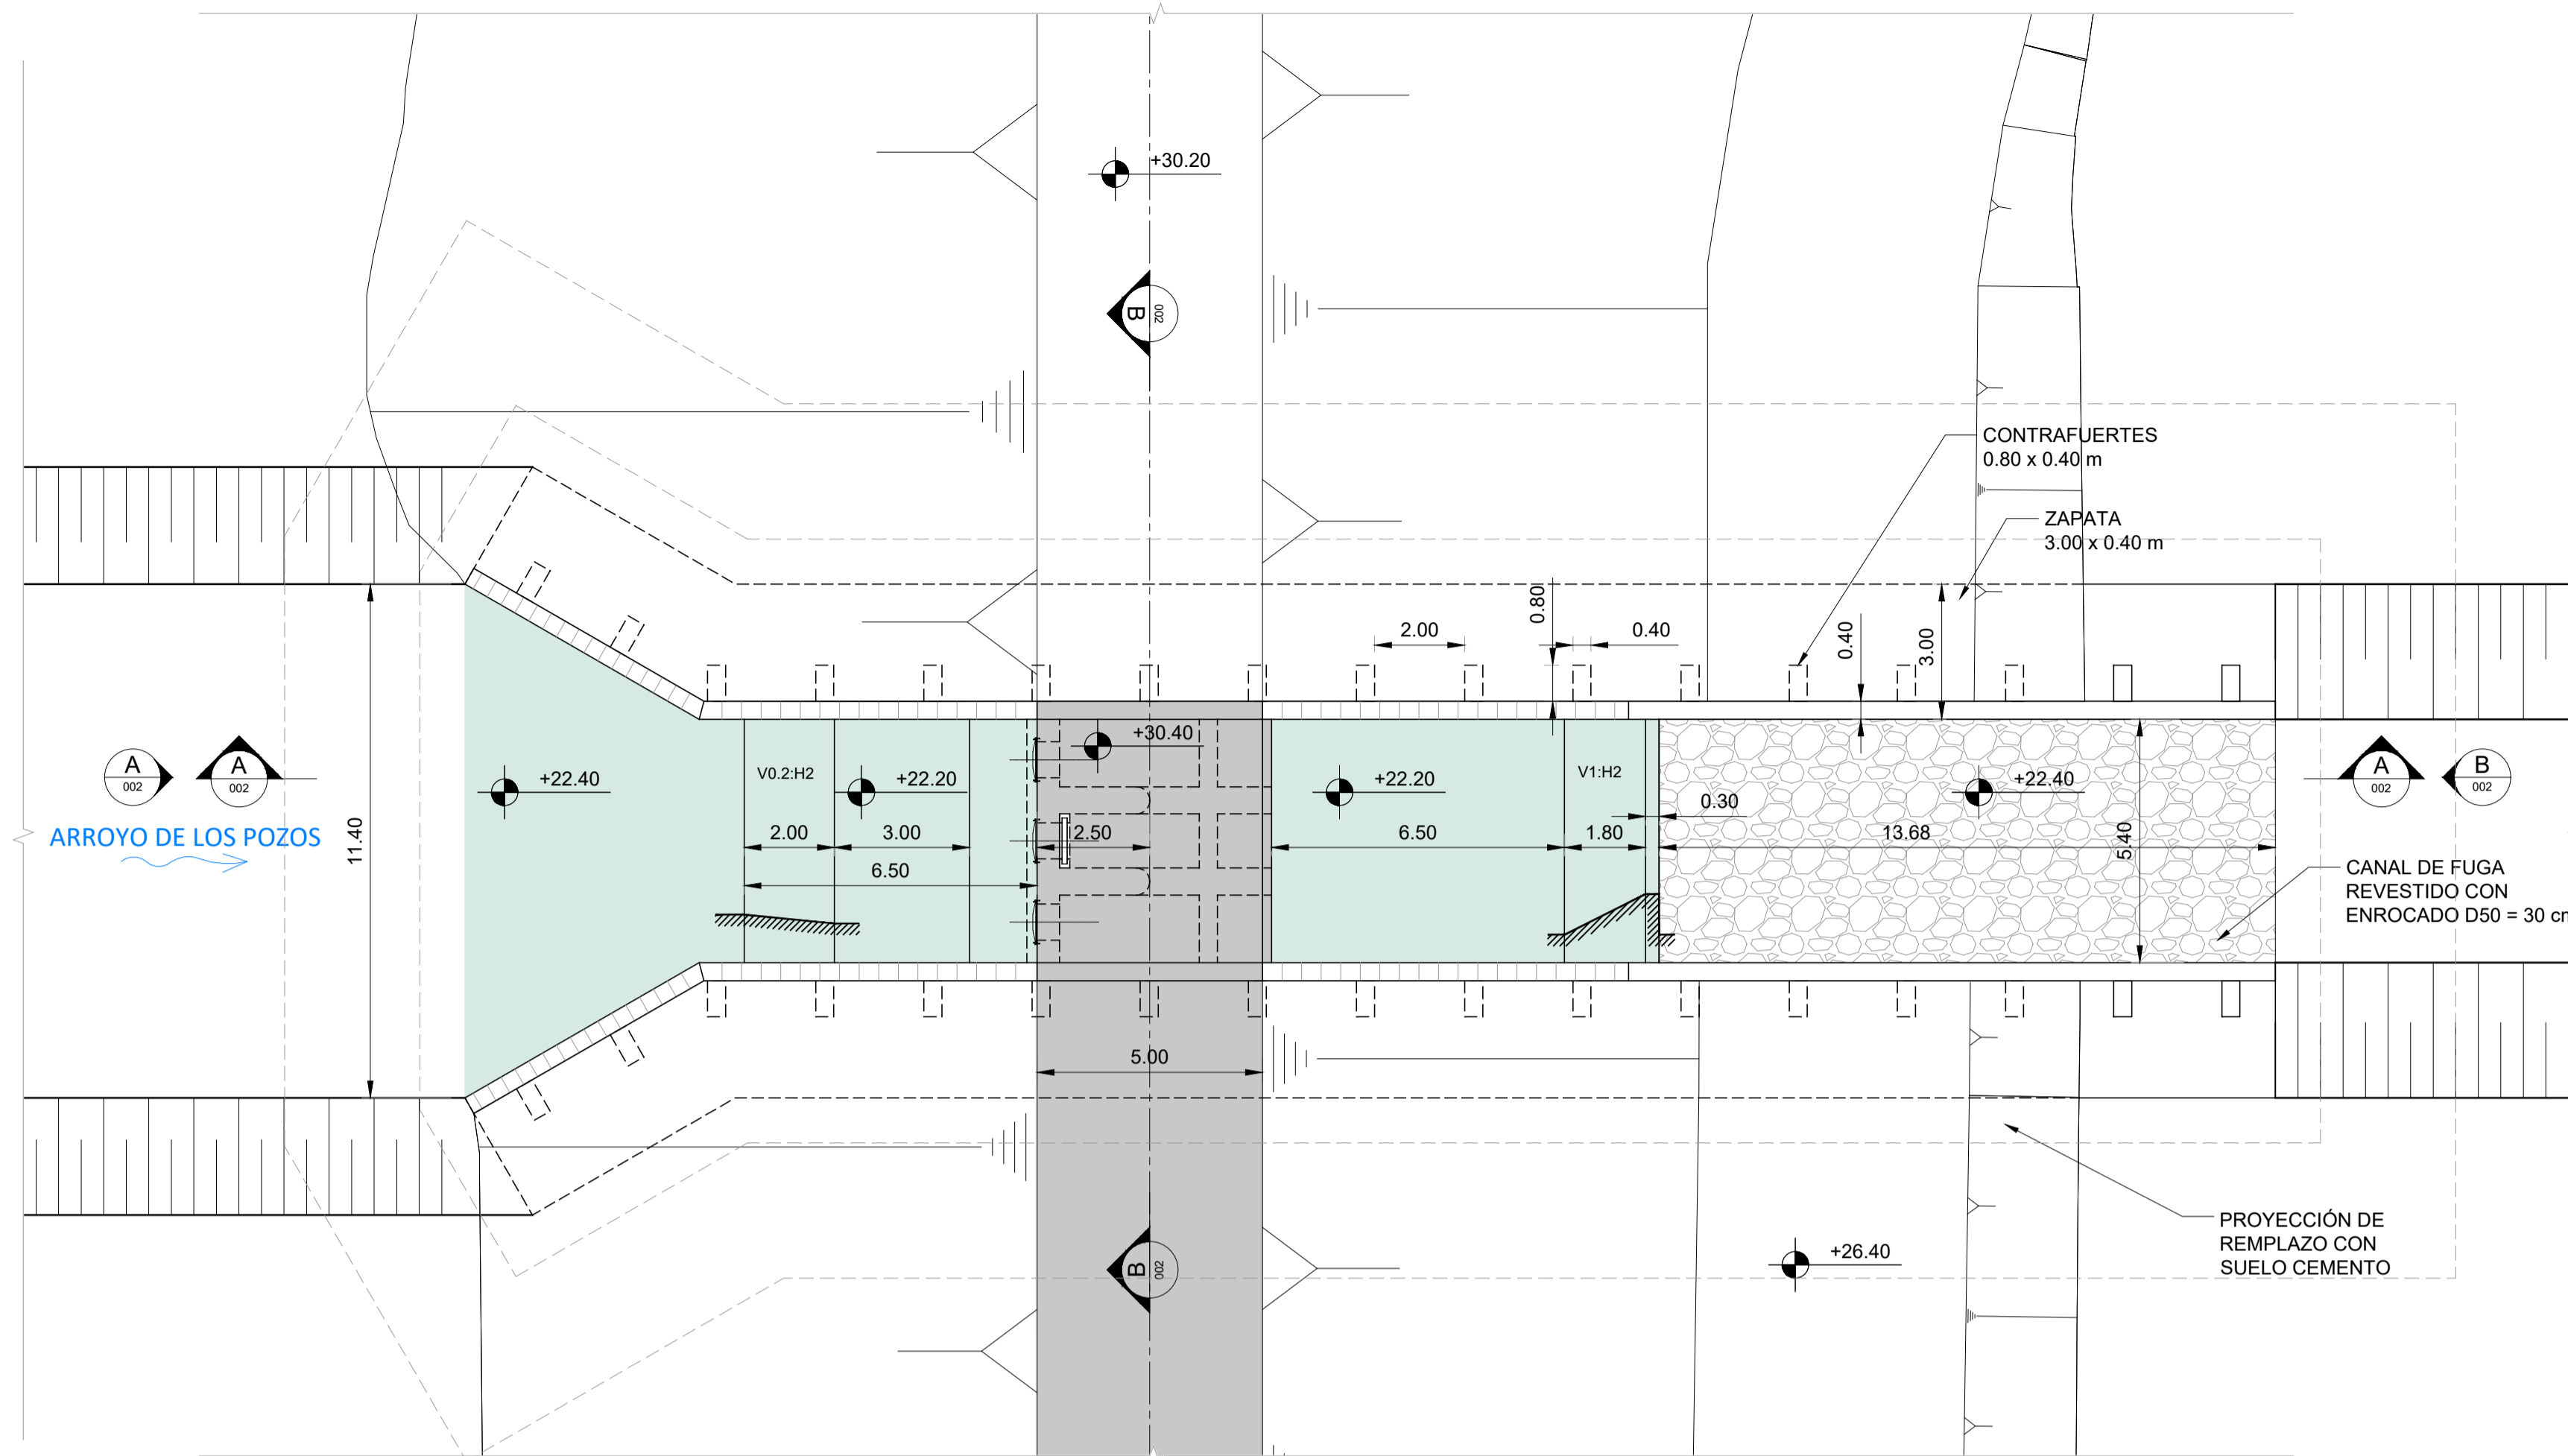 +30.20
B
002
CONTRAFUERTES
0.80 x 0.40 m
ZAPATA
3.00 x 0.40 m
0.80
2.00
0.40
0.40
3.00
+30.40
A
002
A
002
+22.40
V0.2:H2
+22.20
+22.20
V1:H2
+22.40
A
002
B
002
0.30
ARROYO DE LOS POZOS
11.40
2.00
3.00
2.50
6.50
1.80
13.68
5.40
6.50
CANAL DE FUGA
REVESTIDO CON
ENROCADO D50 = 30 cm
5.00
PROYECCIÓN DE
REMPLAZO CON
SUELO CEMENTO
+26.40
B
002